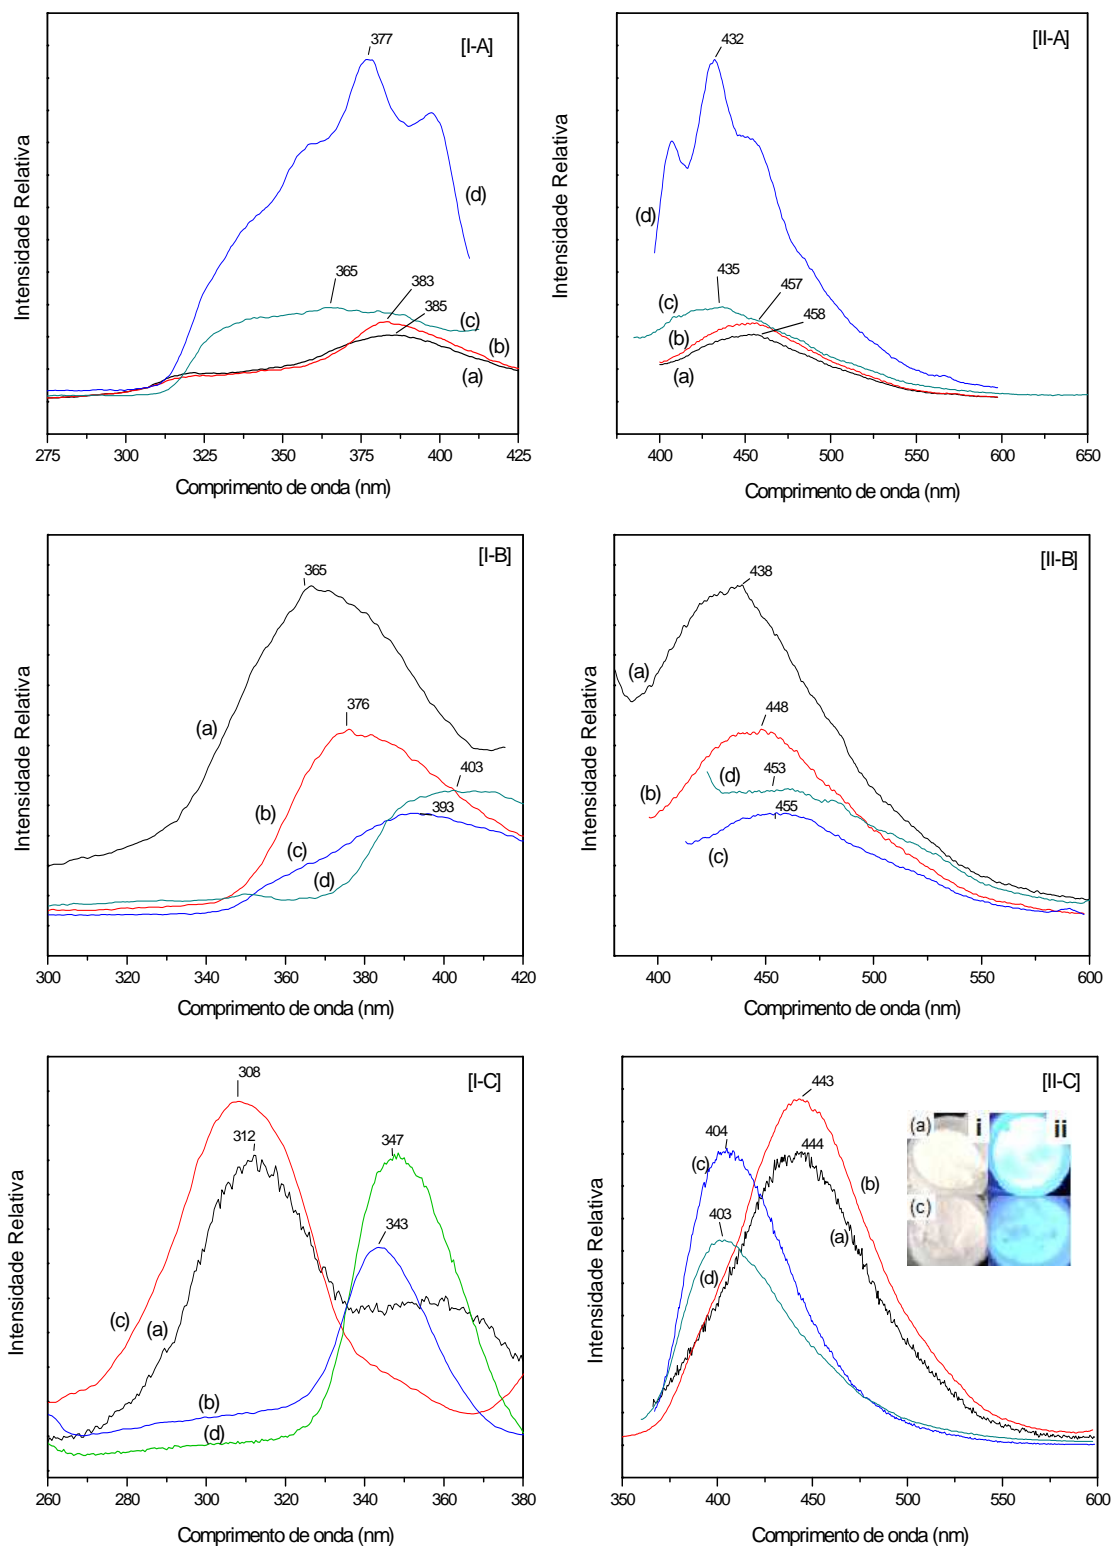 [I-A]
377
(d)
365
383
385
(c)
(b)
(a)
Intensidade Relativa
275 300 325 350 375 400 425
Comprimento de onda (nm)
[II-A]
432
(d)
435
457
458
(c)
(b)
(a)
Intensidade Relativa
400 450 500 550 600 650
Comprimento de onda (nm)
[I-B]
365
(a)
376
403
393
(b)
(c)
(d)
Intensidade Relativa
300 320 340 360 380 400 420
Comprimento de onda (nm)
[II-B]
438
(a)
448
453
455
(d)
(b)
(c)
Intensidade Relativa
400 450 500 550 600
Comprimento de onda (nm)
[I-C]
308
312
347
343
(c)
(a)
(b)
(d)
Intensidade Relativa
260 280 300 320 340 360 380
Comprimento de onda (nm)
[II-C]
443
404
444
403
(c)
(b)
(a)
(d)
(a) i ii
(c)
Intensidade Relativa
350 400 450 500 550 600
Comprimento de onda (nm)